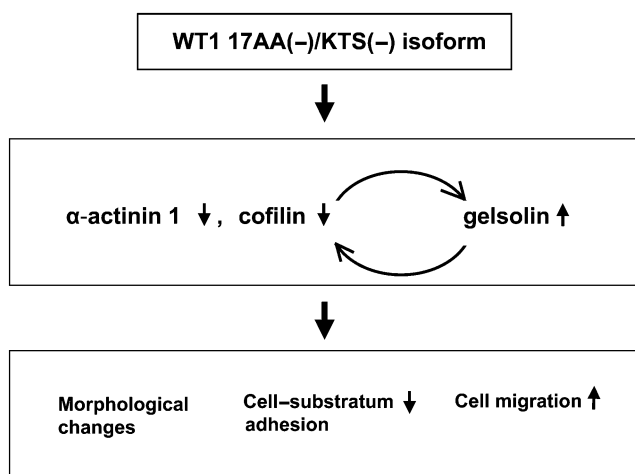 WT1 17AA(–)/KTS(–) isoform
α-actinin 1 ↓ , cofilin ↓ gelsolin ↑
Morphological changes
Cell–substratum ↓ adhesion
Cell migration ↑